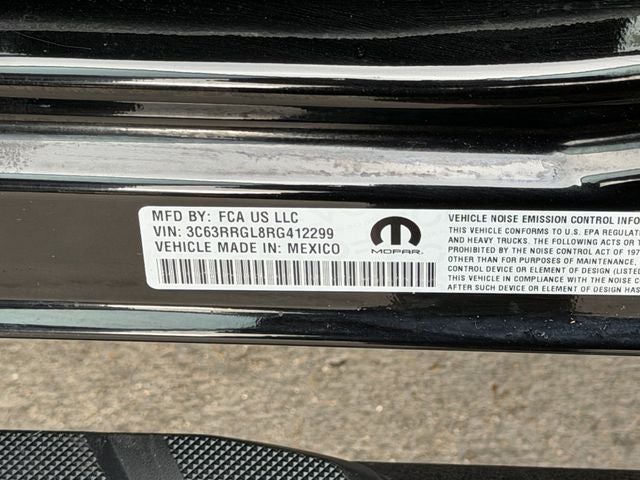 MFD BY: FCA US LLC
VIN: 3C63RRGL8RG412299
VEHICLE MADE IN: MEXICO
MOPAR.
VEHICLE NOISE EMISSION CONTROL INFO
THIS VEHICLE CONFORMS TO U.S. EPA REGULAT
AND HEAVY TRUCKS. THE FOLLOWING ACTS OR T
PROHIBITED BY THE NOISE CONTROL ACT OF 197
OTHER THAN FOR PURPOSES OF MAINTENANCE,
CONTROL DEVICE OR ELEMENT OF DESIGN (LISTED
THIS VEHICLE IN COMPLIANCE WITH THE NOISE CO
AFTER SUCH DEVICE OR ELEMENT OF DESIGN HAS